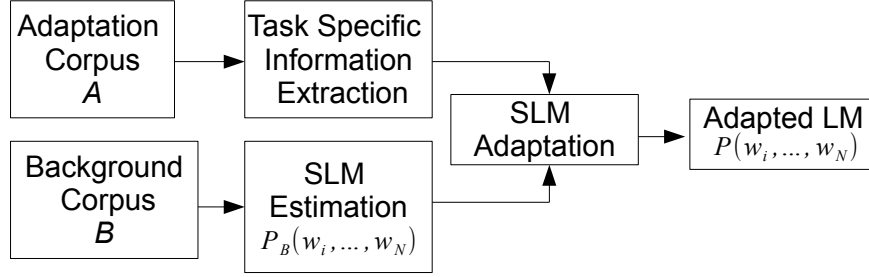 Adaptation
Corpus
A
Task Specific
Information
Extraction
SLM
Adaptation
Adapted LM
P(w_i,...,w_N)
Background
Corpus
B
SLM
Estimation
P_B(w_i,...,w_N)